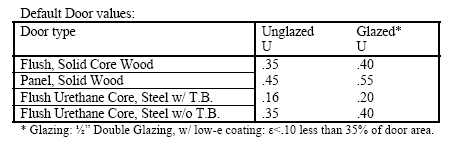 Default Door values:
Door type Unglazed Glazed*
U U
Flush, Solid Core Wood .35 .40
Panel, Solid Wood .45 .55
Flush Urethane Core, Steel w/ T.B. .16 .20
Flush Urethane Core, Steel w/o T.B. .35 .40
* Glazing: ½” Double Glazing, w/ low-e coating: ε<.10 less than 35% of door area.